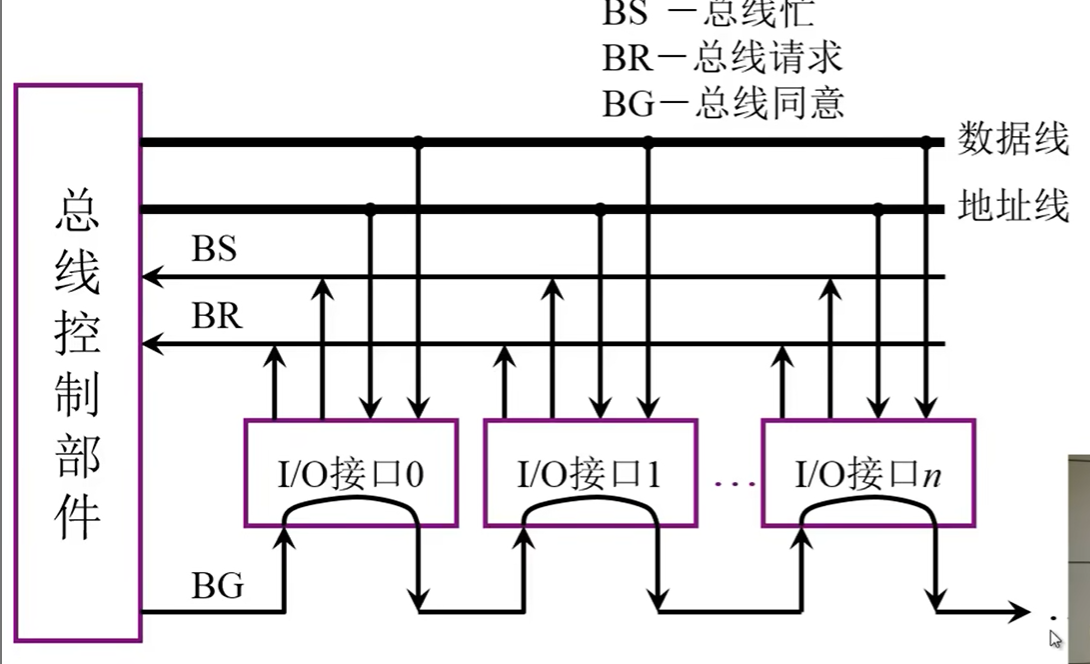 BS －总线忙
BR－总线请求
BG－总线同意
数据线
地址线
BS
BR
总线控制部件
I/O接口0
I/O接口1
…
I/O接口n
BG